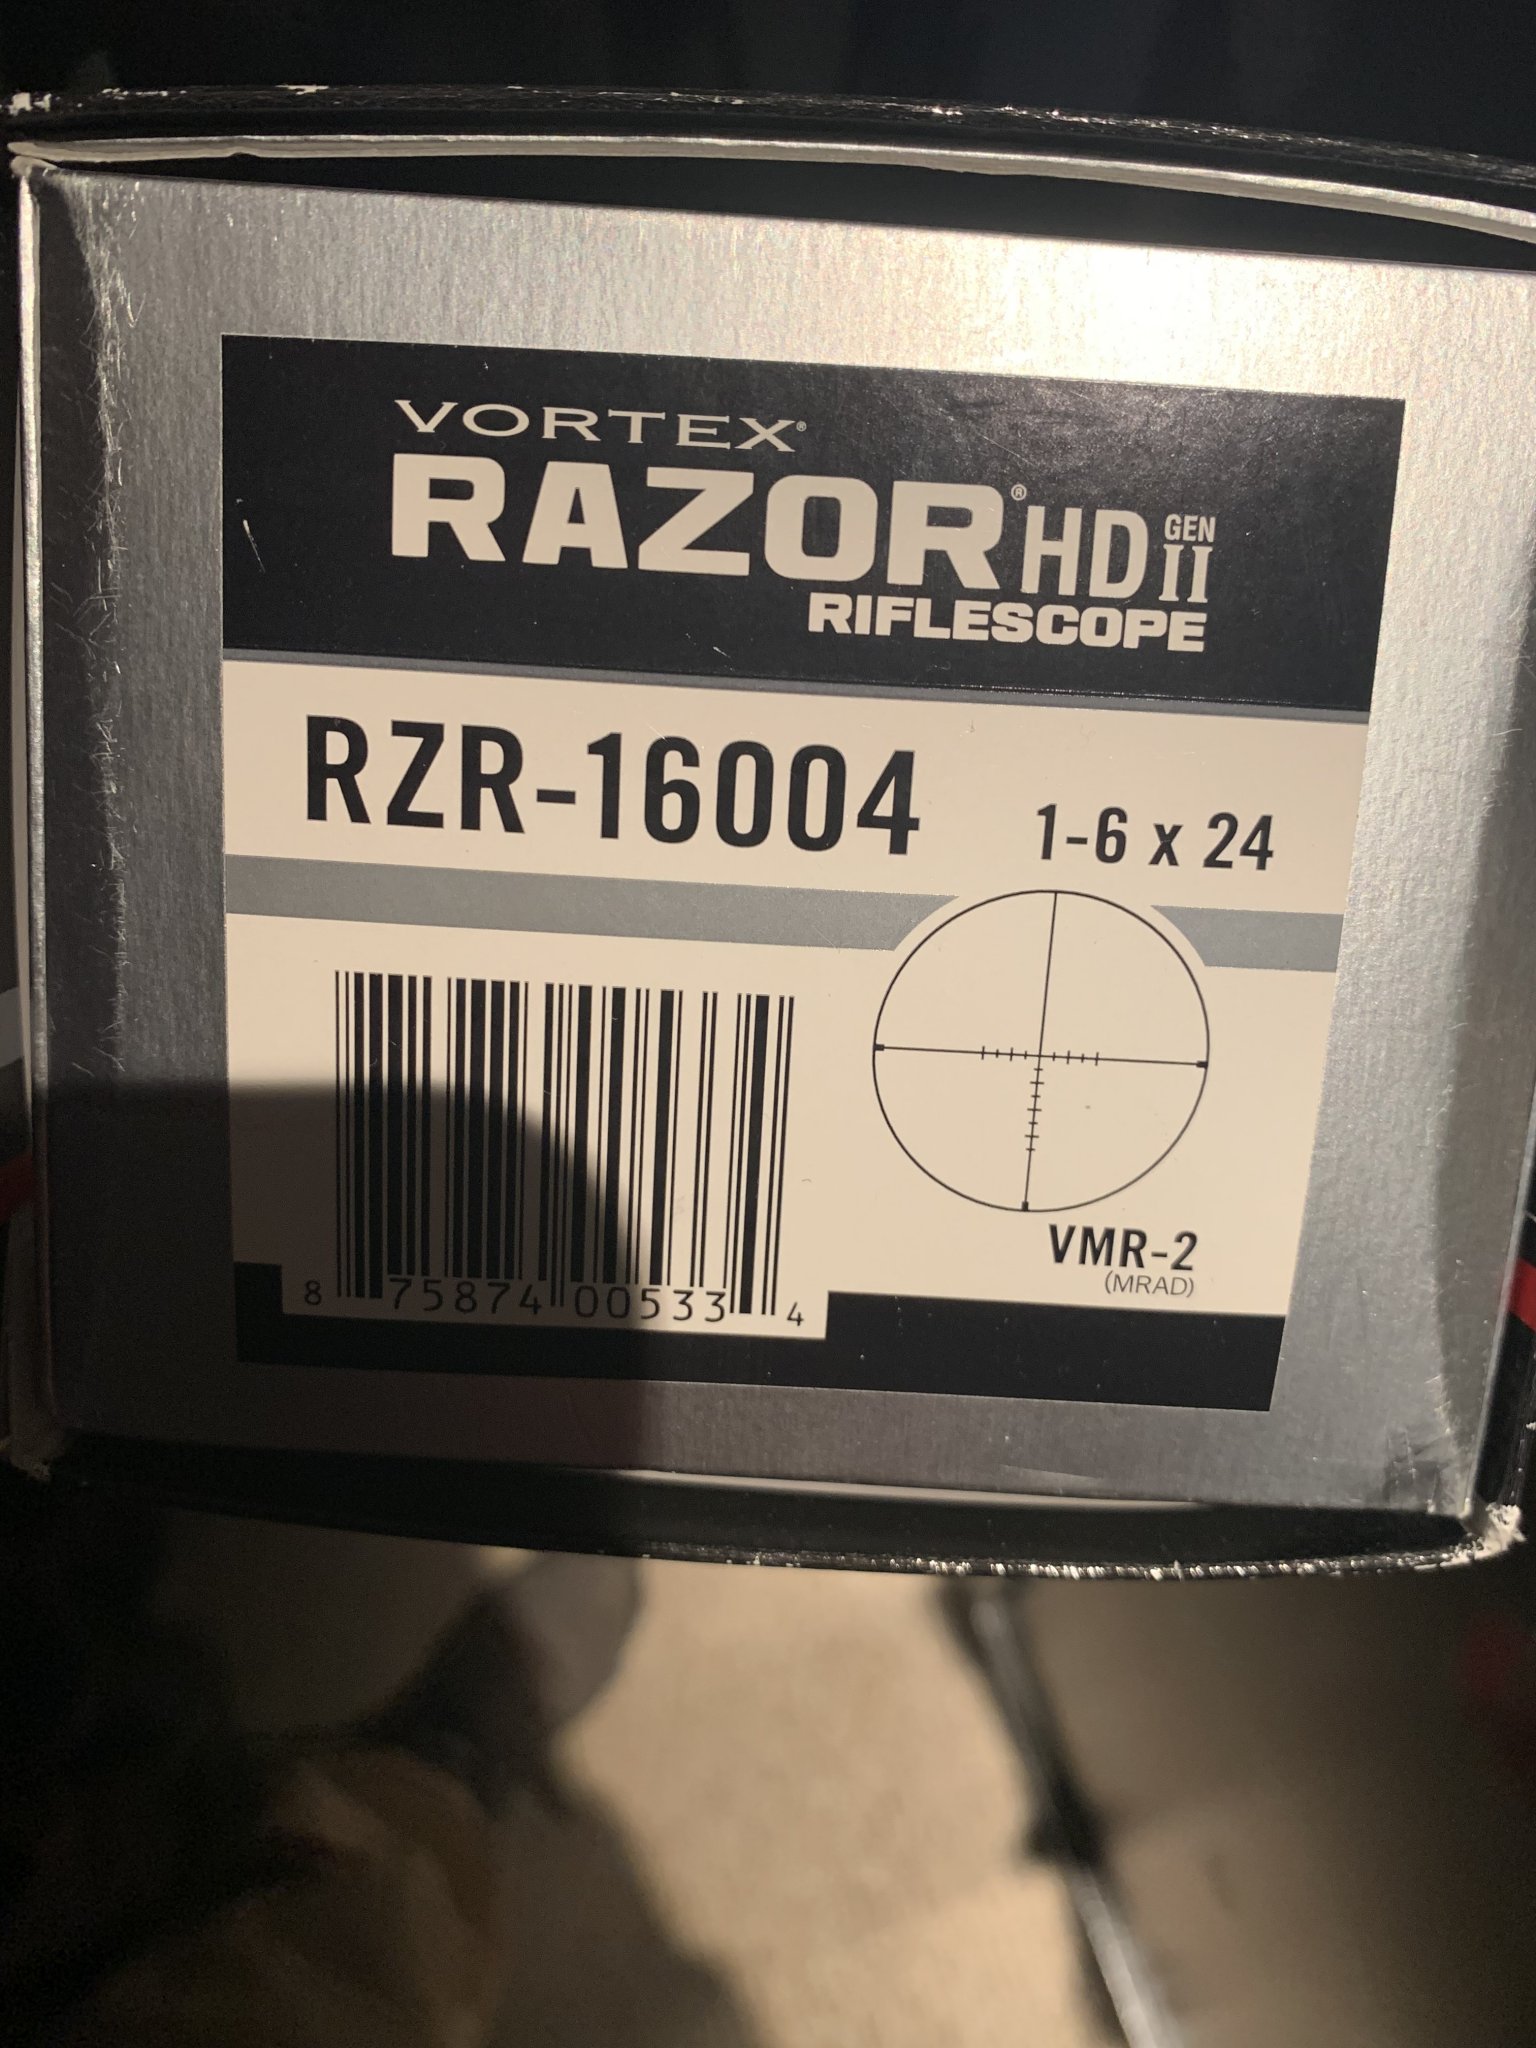 VORTEX®
RAZOR® HD GEN II
RIFLESCOPE
RZR-16004
1-6 x 24
VMR-2
(MRAD)
8 75874 00533 4